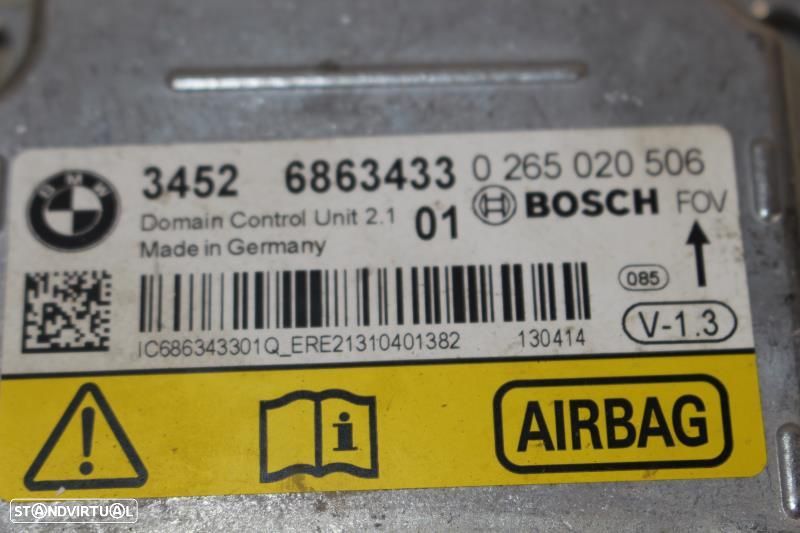 BMW
3452 6863433 0 265 020 506
Domain Control Unit 2.1 01 BOSCH FOV
Made in Germany
085
V-1.3
IC686343301Q_ERE21310401382 130414
i
AIRBAG
STANDVIRTUAL